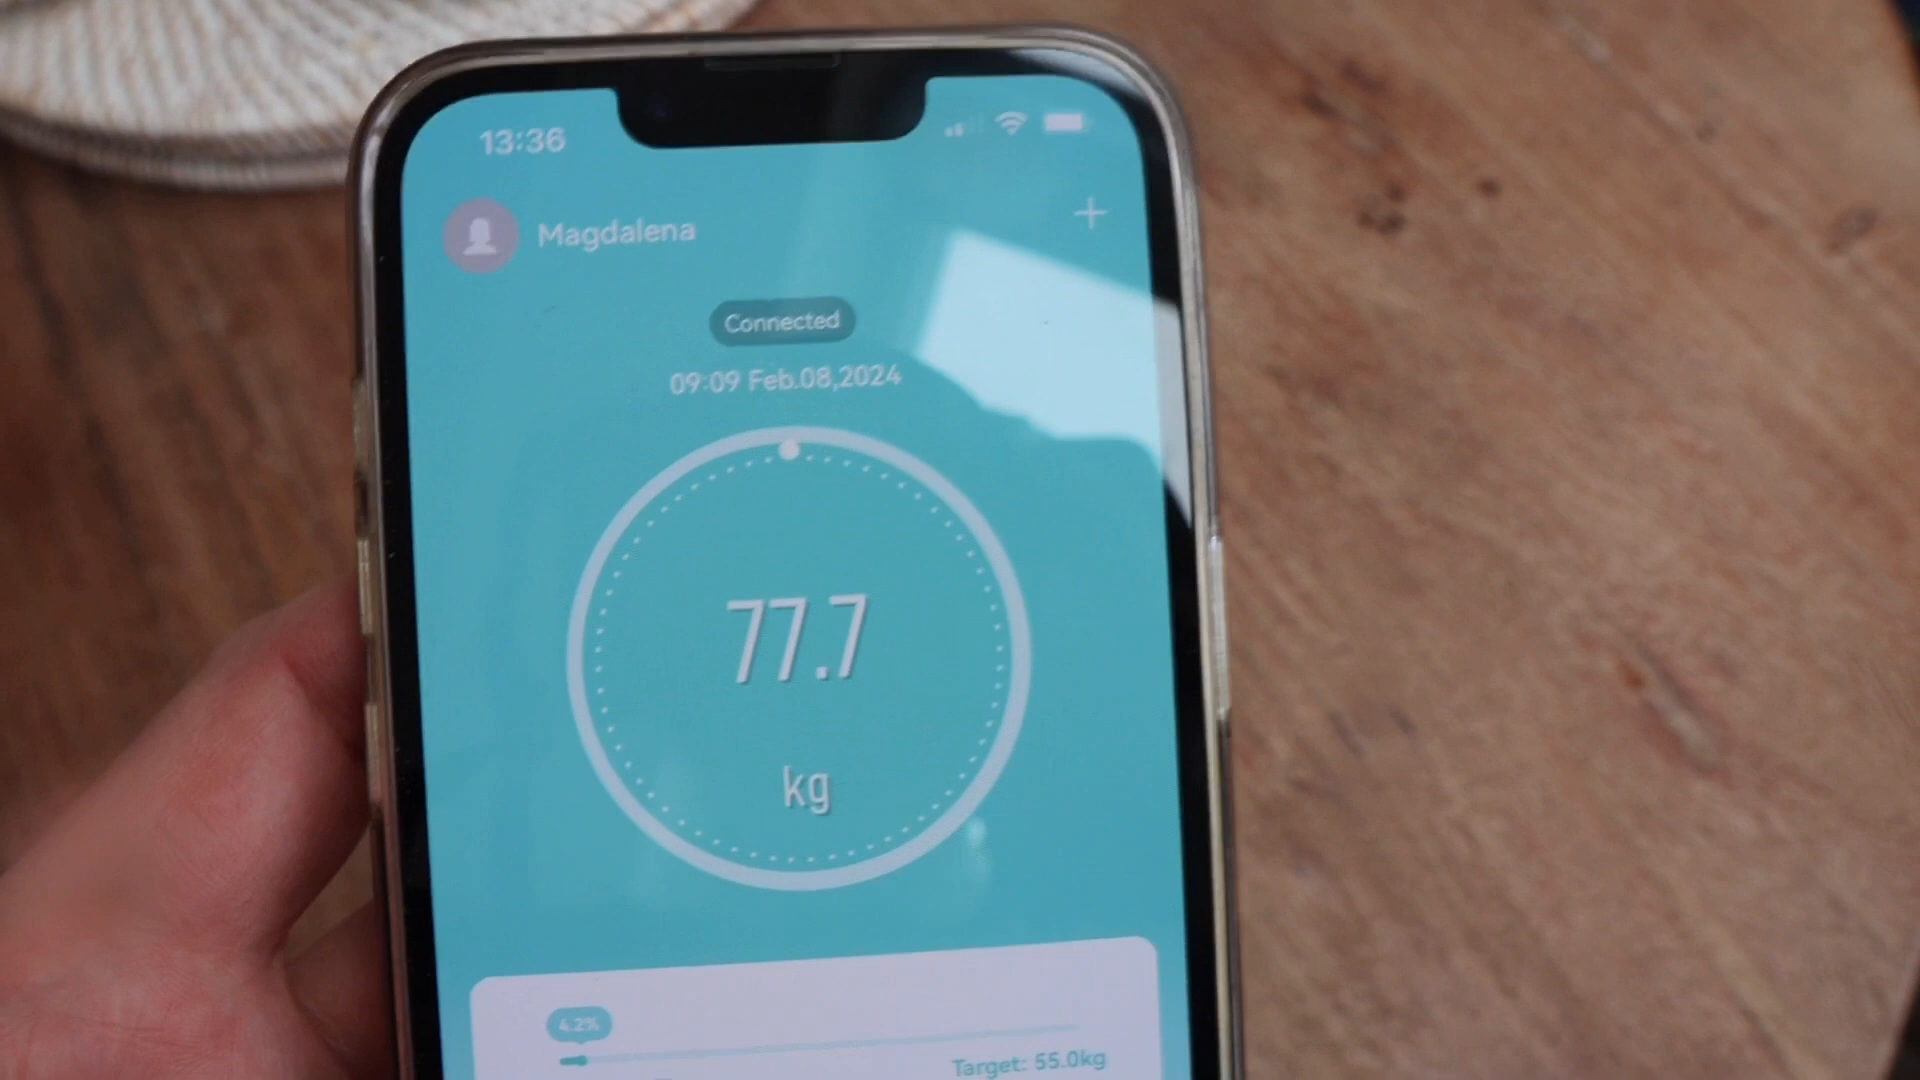 13:36
Magdalena
Connected
09:09 Feb.08,2024
77.7
kg
4.2%
Target: 55.0kg